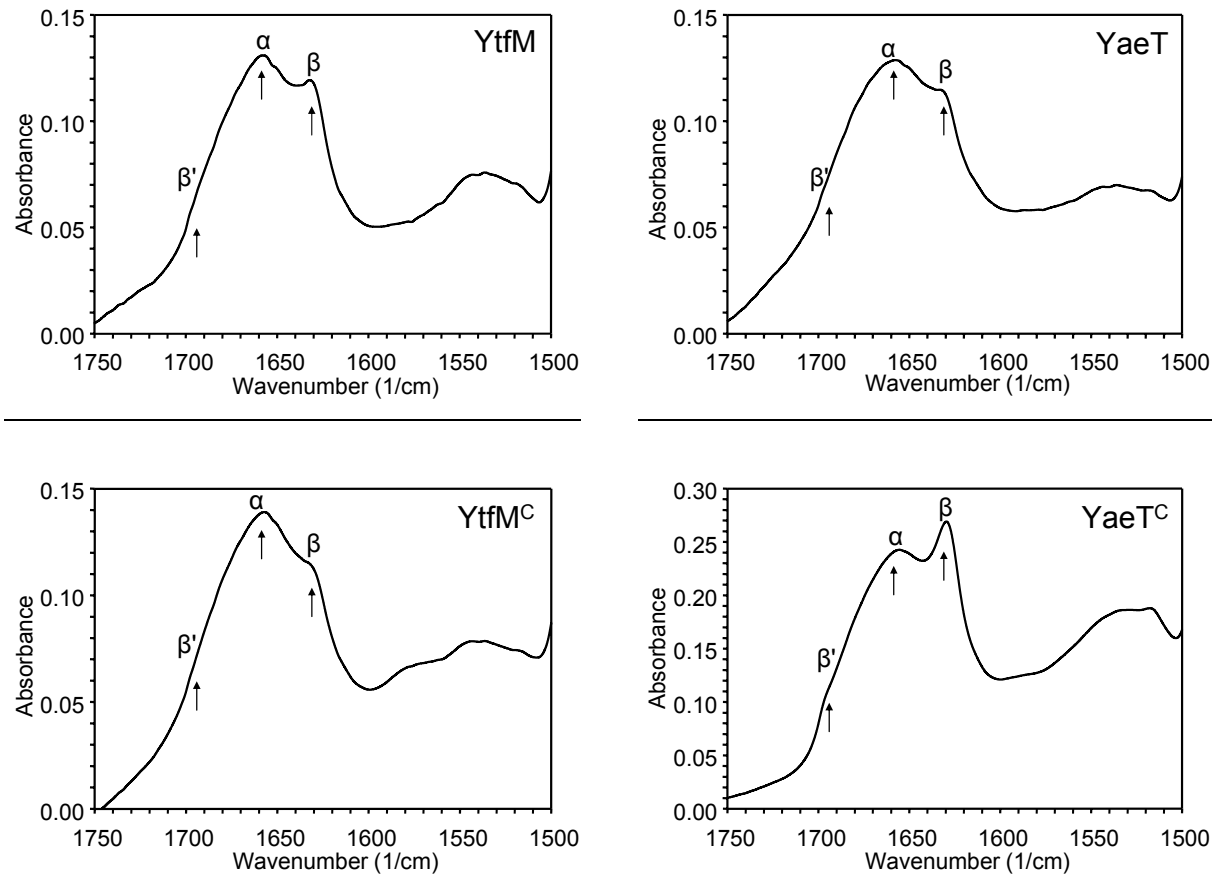 YtfM
α
β
β'
0.15
0.10
0.05
0.00
Absorbance
1750 1700 1650 1600 1550 1500
Wavenumber (1/cm)
YaeT
α
β
β'
0.15
0.10
0.05
0.00
Absorbance
1750 1700 1650 1600 1550 1500
Wavenumber (1/cm)
YtfMᶜ
α
β
β'
0.15
0.10
0.05
0.00
Absorbance
1750 1700 1650 1600 1550 1500
Wavenumber (1/cm)
YaeTᶜ
α
β
β'
0.30
0.25
0.20
0.15
0.10
0.05
0.00
Absorbance
1750 1700 1650 1600 1550 1500
Wavenumber (1/cm)